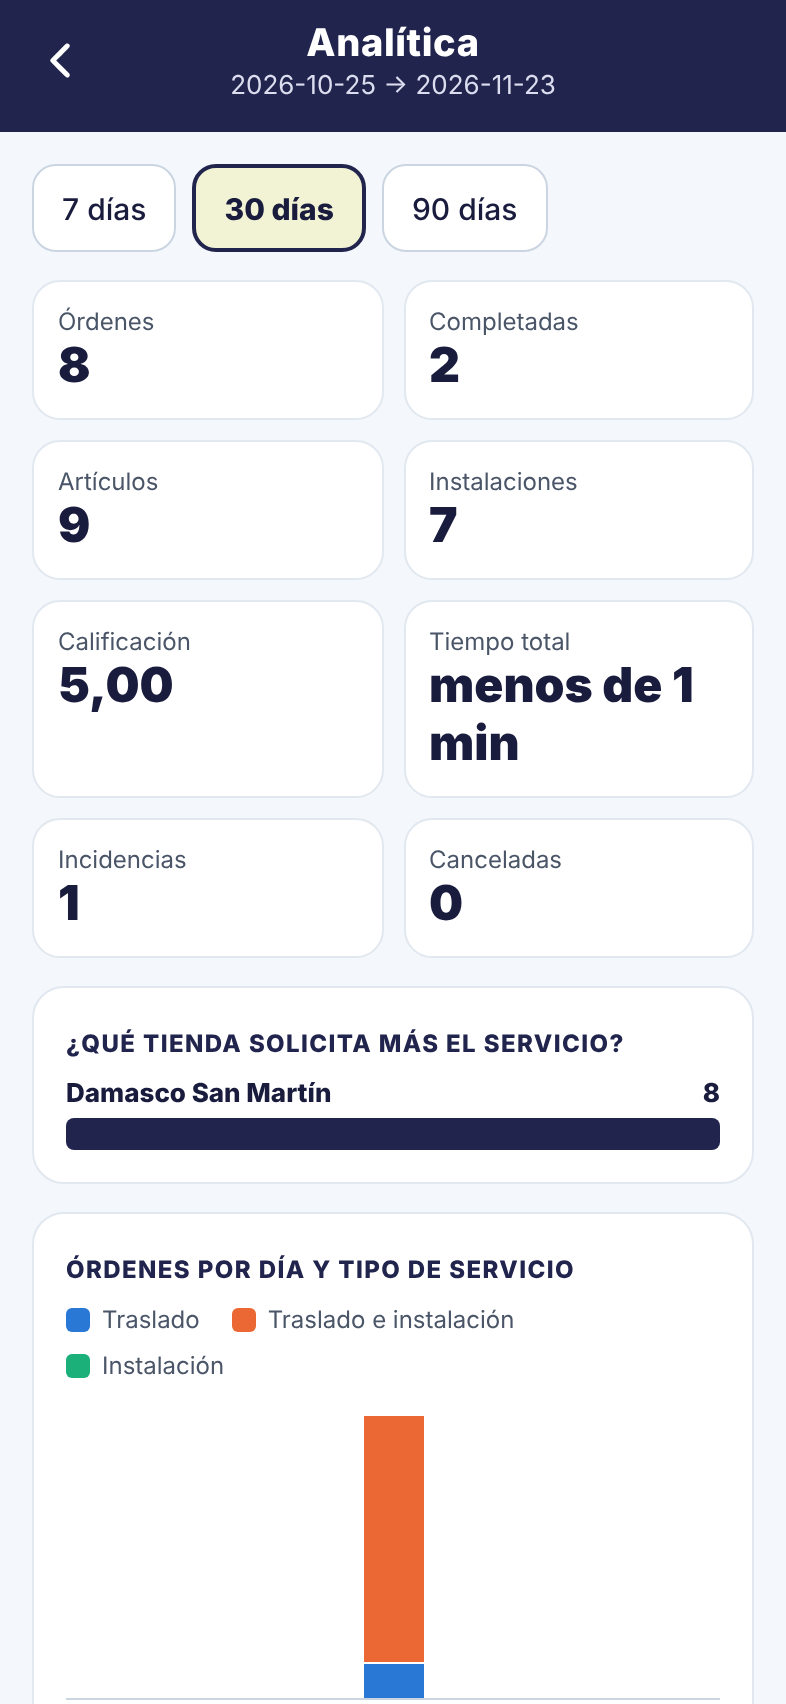 Analítica
2026-10-25 → 2026-11-23
7 días
30 días
90 días
Órdenes
8
Completadas
2
Artículos
9
Instalaciones
7
Calificación
5,00
Tiempo total
menos de 1
min
Incidencias
1
Canceladas
0
¿QUÉ TIENDA SOLICITA MÁS EL SERVICIO?
Damasco San Martín 8
ÓRDENES POR DÍA Y TIPO DE SERVICIO
Traslado
Traslado e instalación
Instalación